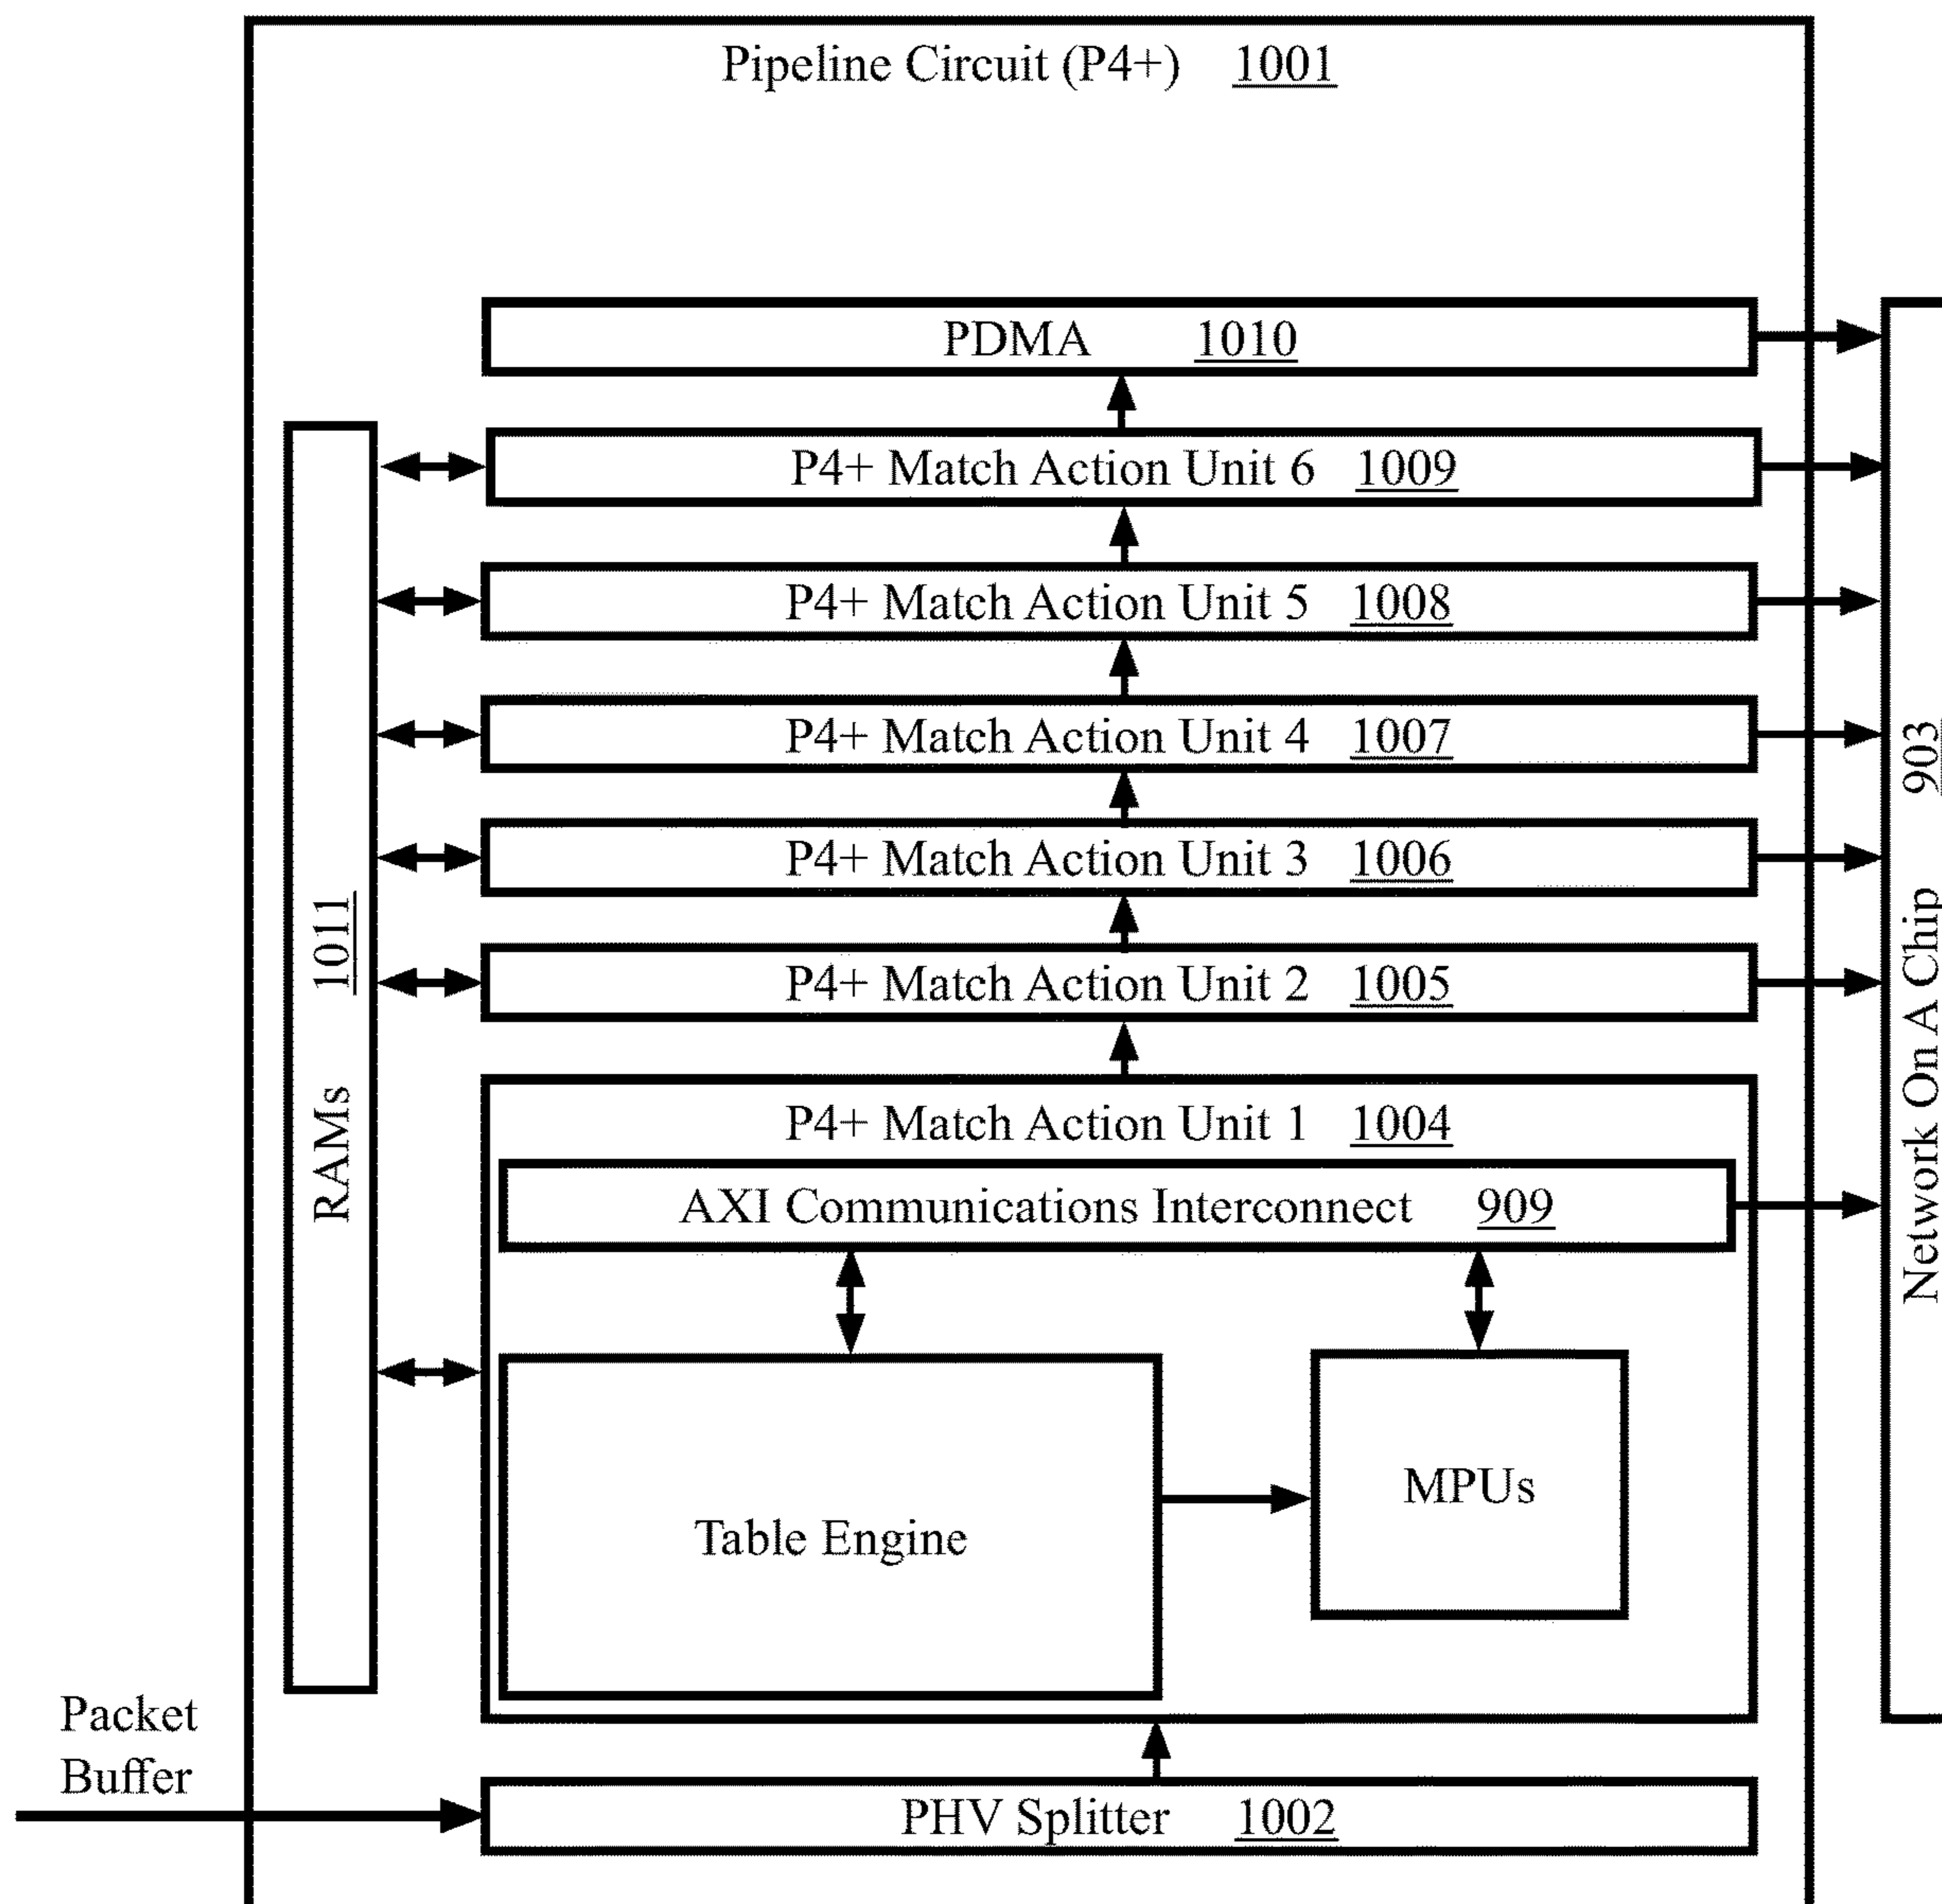 Pipeline Circuit (P4+) 1001
PDMA 1010
P4+ Match Action Unit 6 1009
P4+ Match Action Unit 5 1008
P4+ Match Action Unit 4 1007
P4+ Match Action Unit 3 1006
P4+ Match Action Unit 2 1005
P4+ Match Action Unit 1 1004
AXI Communications Interconnect 909
Table Engine
MPUs
RAMs 1011
Network On A Chip 903
Packet
Buffer
PHV Splitter 1002